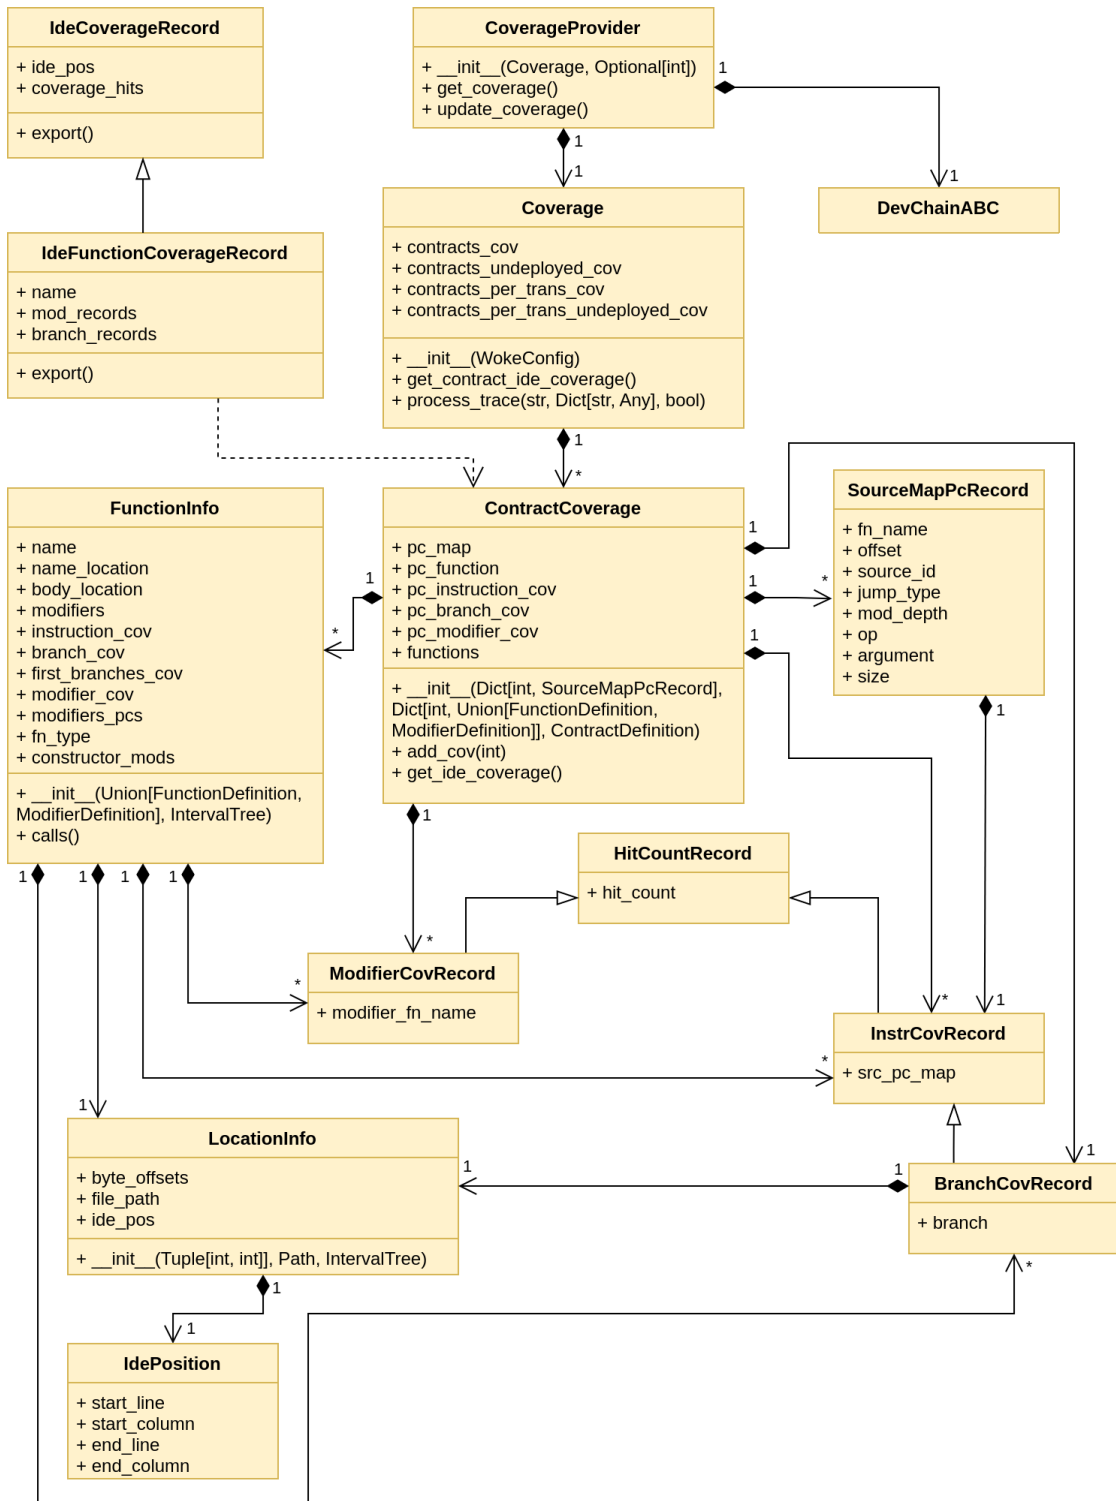 IdeCoverageRecord
+ ide_pos
+ coverage_hits
+ export()
CoverageProvider
+ __init__(Coverage, Optional[int])
+ get_coverage()
+ update_coverage()
1
1
1
1
DevChainABC
IdeFunctionCoverageRecord
+ name
+ mod_records
+ branch_records
+ export()
Coverage
+ contracts_cov
+ contracts_undeployed_cov
+ contracts_per_trans_cov
+ contracts_per_trans_undeployed_cov
+ __init__(WokeConfig)
+ get_contract_ide_coverage()
+ process_trace(str, Dict[str, Any], bool)
1
*
FunctionInfo
+ name
+ name_location
+ body_location
+ modifiers
+ instruction_cov
+ branch_cov
+ first_branches_cov
+ modifier_cov
+ modifiers_pcs
+ fn_type
+ constructor_mods
+ __init__(Union[FunctionDefinition,
ModifierDefinition], IntervalTree)
+ calls()
1
*
ContractCoverage
+ pc_map
+ pc_function
+ pc_instruction_cov
+ pc_branch_cov
+ pc_modifier_cov
+ functions
+ __init__(Dict[int, SourceMapPcRecord],
Dict[int, Union[FunctionDefinition,
ModifierDefinition]], ContractDefinition)
+ add_cov(int)
+ get_ide_coverage()
1
1
*
1
SourceMapPcRecord
+ fn_name
+ offset
+ source_id
+ jump_type
+ mod_depth
+ op
+ argument
+ size
1
1
HitCountRecord
+ hit_count
1 1 1 1
*
*
ModifierCovRecord
+ modifier_fn_name
*
1
InstrCovRecord
+ src_pc_map
*
1
LocationInfo
+ byte_offsets
+ file_path
+ ide_pos
+ __init__(Tuple[int, int]], Path, IntervalTree)
1
1
1
BranchCovRecord
+ branch
*
1
1
IdePosition
+ start_line
+ start_column
+ end_line
+ end_column